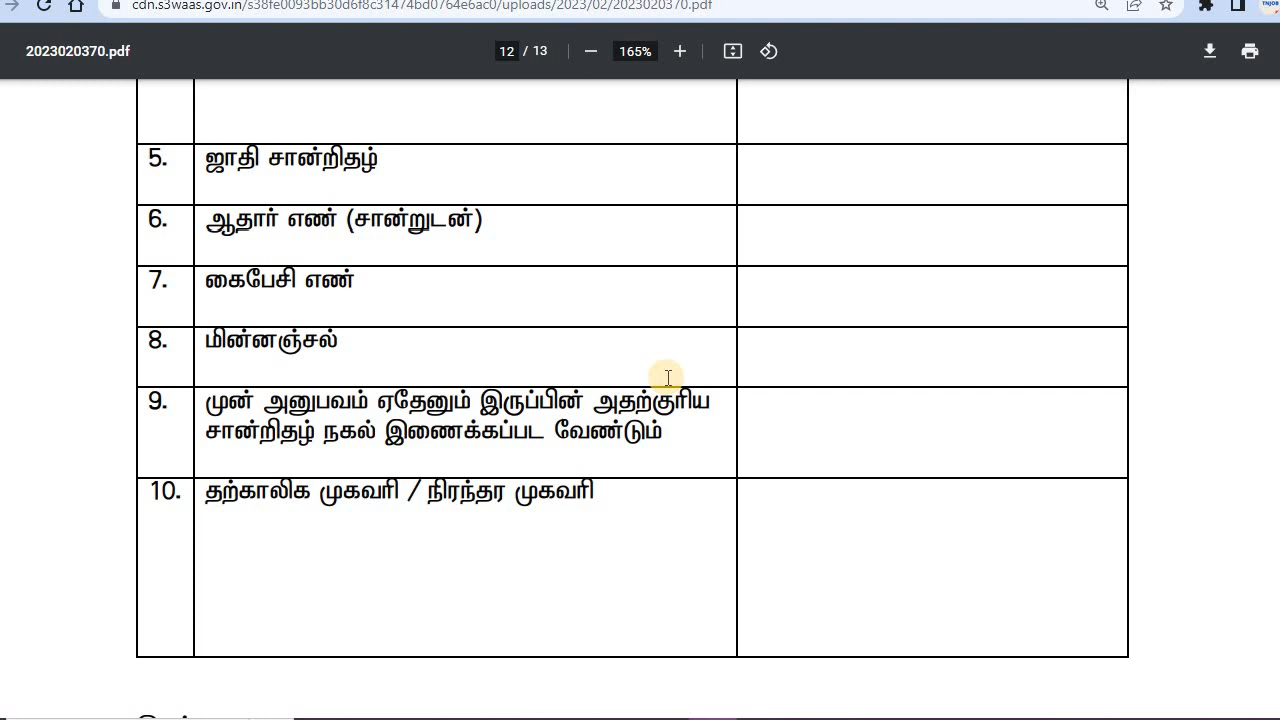 cdn.s3waas.gov.in/s38fe0093bb30d6f8c31474bd0764e6ac0/uploads/2023/02/2023020370.pdf
TNJOB
2023020370.pdf
12 / 13
165%
5. ஜாதி சான்றிதழ்
6. ஆதார் எண் (சான்றுடன்)
7. கைபேசி எண்
8. மின்னஞ்சல்
9. முன் அனுபவம் ஏதேனும் இருப்பின் அதற்குரிய
சான்றிதழ் நகல் இணைக்கப்பட வேண்டும்
10. தற்காலிக முகவரி / நிரந்தர முகவரி